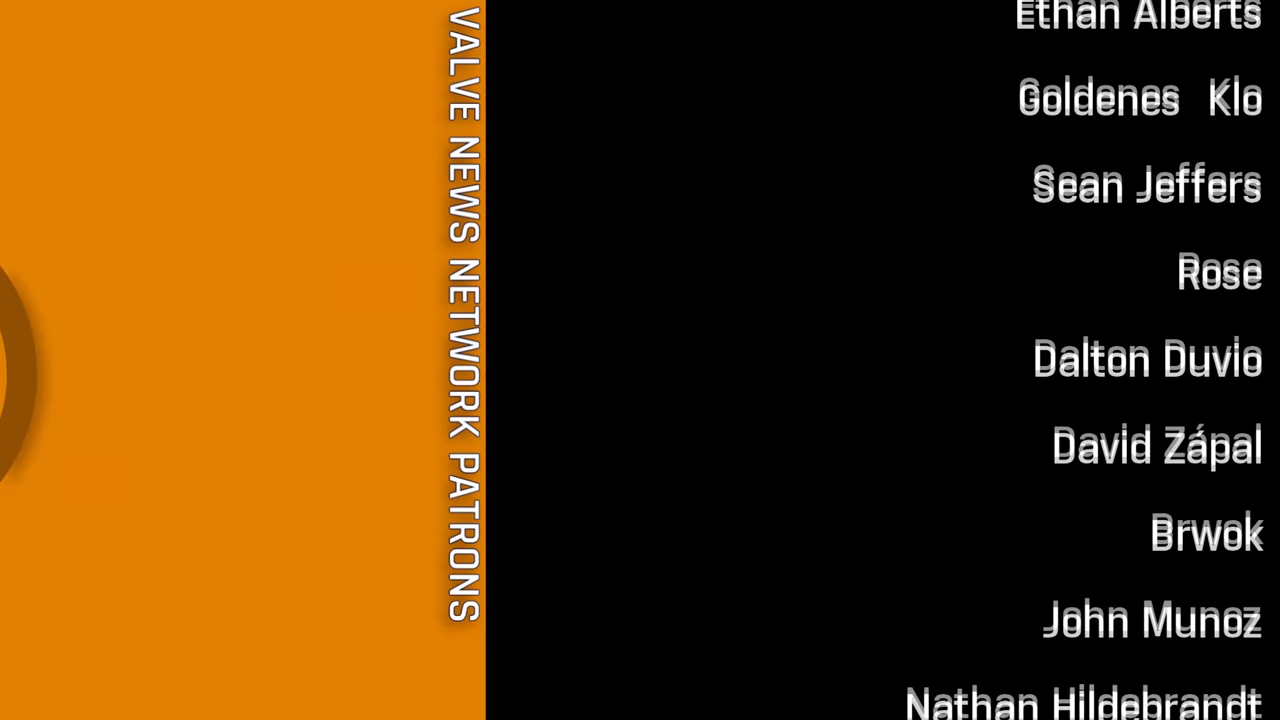 VALVE NEWS NETWORK PATRONS
Ethan Alberts
Goldenes Klo
Sean Jeffers
Rose
Dalton Duvio
David Zápal
Brwok
John Munoz
Nathan Hildebrandt